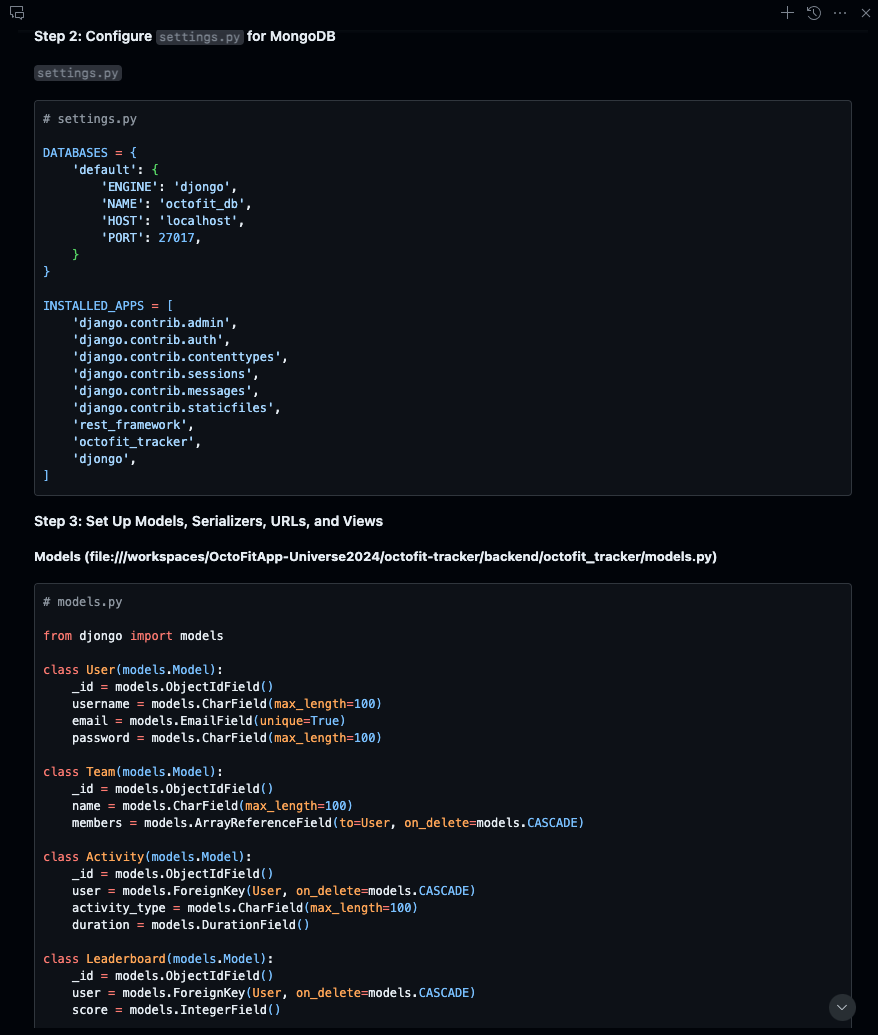 Step 2: Configure settings.py for MongoDB
settings.py
# settings.py
DATABASES = {
    'default': {
        'ENGINE': 'djongo',
        'NAME': 'octofit_db',
        'HOST': 'localhost',
        'PORT': 27017,
    }
}
INSTALLED_APPS = [
    'django.contrib.admin',
    'django.contrib.auth',
    'django.contrib.contenttypes',
    'django.contrib.sessions',
    'django.contrib.messages',
    'django.contrib.staticfiles',
    'rest_framework',
    'octofit_tracker',
    'djongo',
]
Step 3: Set Up Models, Serializers, URLs, and Views
Models (file:///workspaces/OctoFitApp-Universe2024/octofit-tracker/backend/octofit_tracker/models.py)
# models.py
from djongo import models
class User(models.Model):
    _id = models.ObjectIdField()
    username = models.CharField(max_length=100)
    email = models.EmailField(unique=True)
    password = models.CharField(max_length=100)
class Team(models.Model):
    _id = models.ObjectIdField()
    name = models.CharField(max_length=100)
    members = models.ArrayReferenceField(to=User, on_delete=models.CASCADE)
class Activity(models.Model):
    _id = models.ObjectIdField()
    user = models.ForeignKey(User, on_delete=models.CASCADE)
    activity_type = models.CharField(max_length=100)
    duration = models.DurationField()
class Leaderboard(models.Model):
    _id = models.ObjectIdField()
    user = models.ForeignKey(User, on_delete=models.CASCADE)
    score = models.IntegerField()